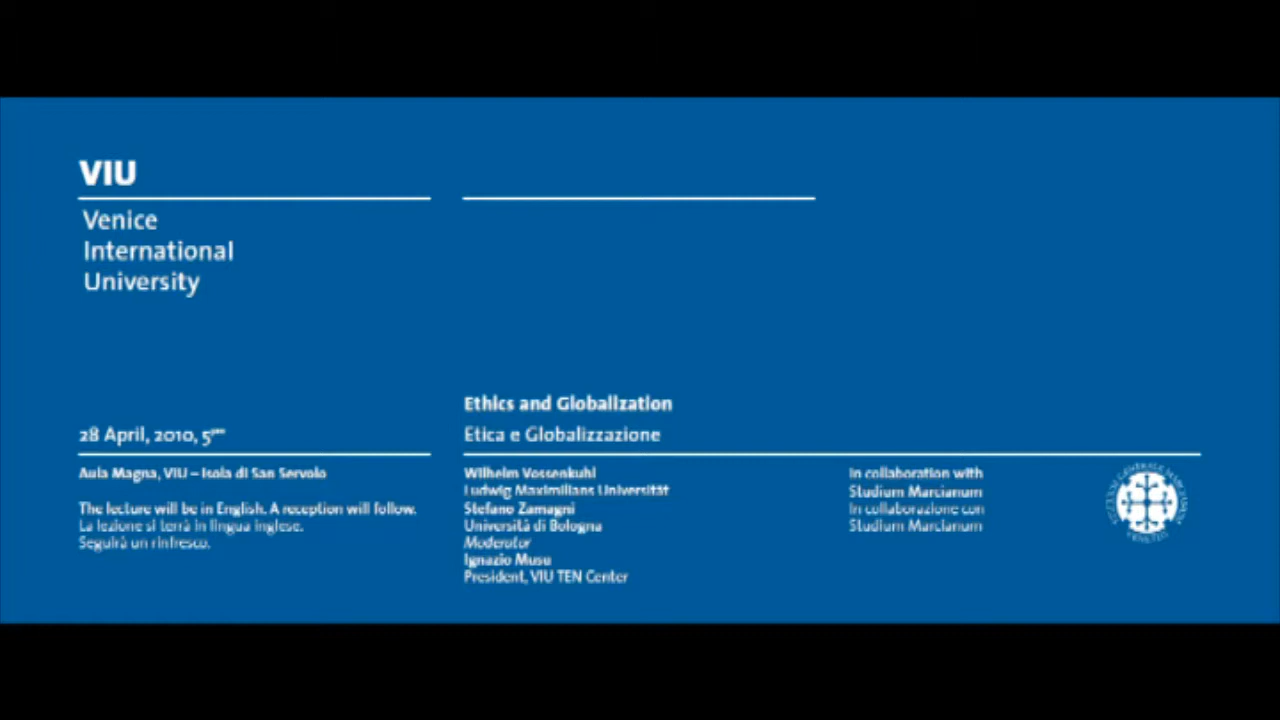 VIU
Venice
International
University
28 April, 2010, 5pm
Aula Magna, VIU – Isola di San Servolo
The lecture will be in English. A reception will follow.
La lezione si terrà in lingua inglese.
Seguirà un rinfresco.
Ethics and Globalization
Etica e Globalizzazione
Wilhelm Vossenkuhl
Ludwig Maximilians Universität
Stefano Zamagni
Università di Bologna
Moderator
Ignazio Musu
President, VIU TEN Center
In collaboration with
Studium Marcianum
In collaborazione con
Studium Marcianum